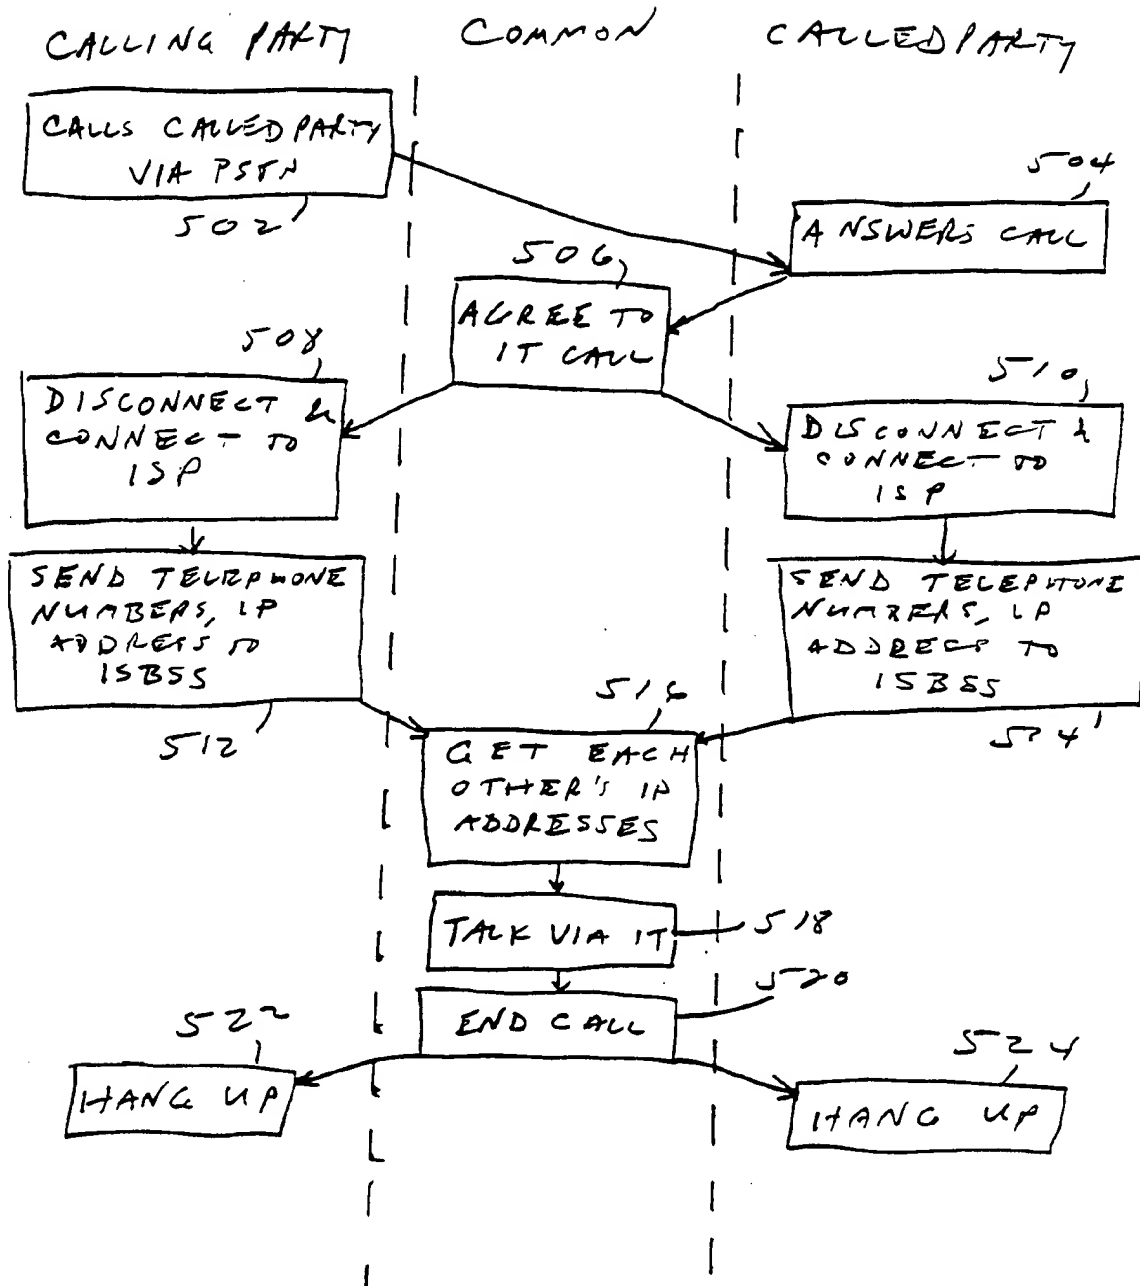 CALLING PARTY
COMMON
CALLED PARTY
CALLS CALLED PARTY
VIA PSTN
502
504
ANSWERS CALL
506
AGREE TO
IT CALL
508
DISCONNECT &
CONNECT TO
ISP
510
DISCONNECT &
CONNECT TO
ISP
SEND TELEPHONE
NUMBERS, IP
ADDRESS TO
ISBSS
512
SEND TELEPHONE
NUMBERS, IP
ADDRESS TO
ISBSS
514
516
GET EACH
OTHER'S IP
ADDRESSES
TALK VIA IT
518
END CALL
520
522
HANG UP
524
HANG UP